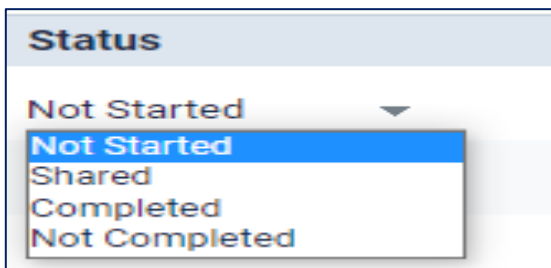 Status
Not Started
Not Started
Shared
Completed
Not Completed